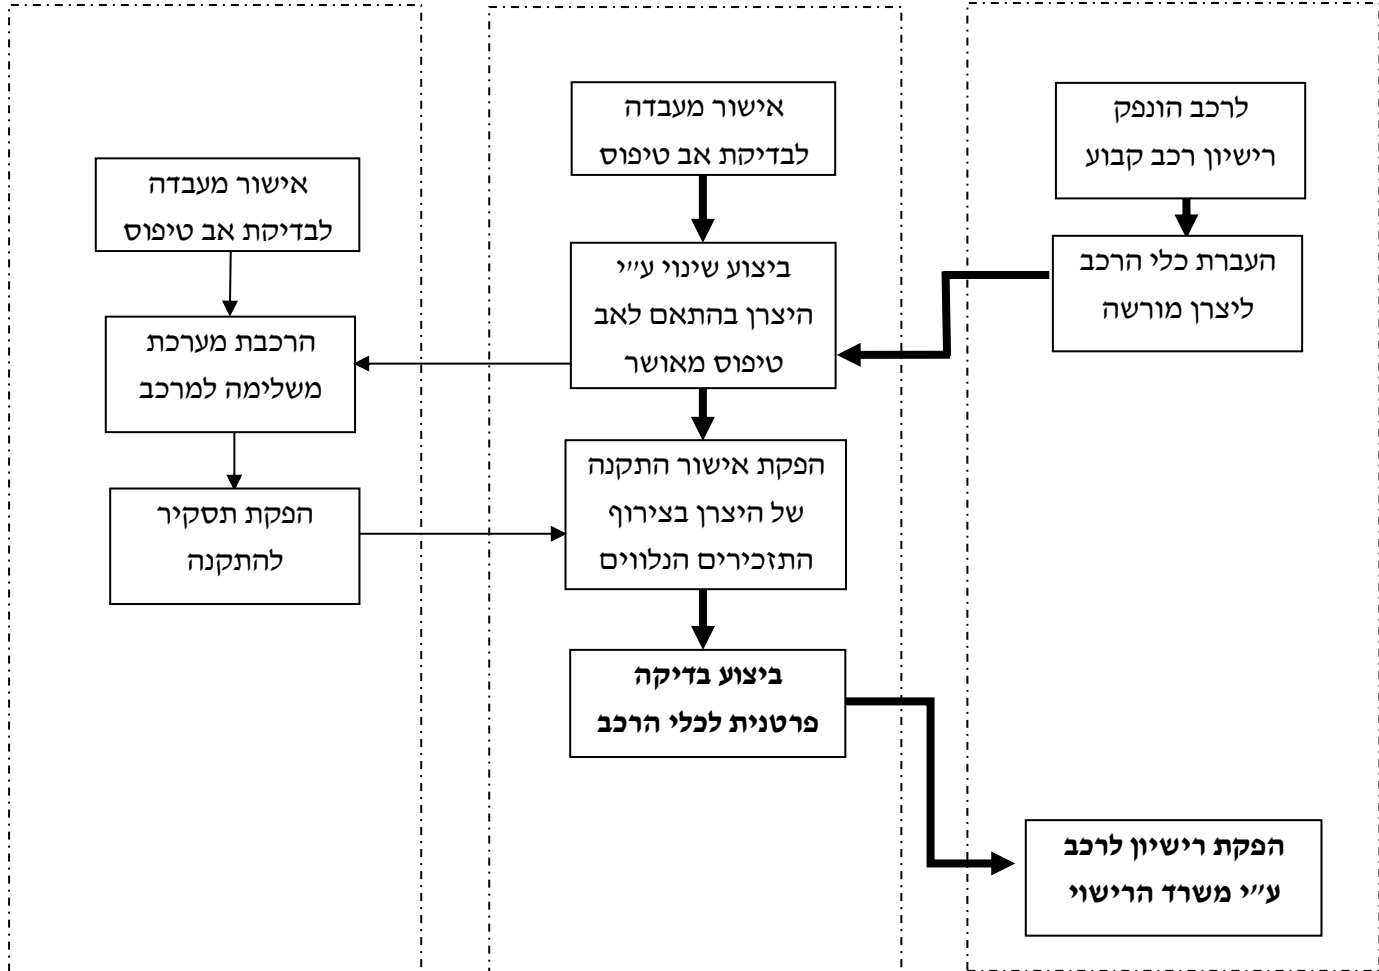 לרכב הונפק
רישיון רכב קבוע
העברת כלי הרכב
ליצרן מורשה
אישור מעבדה
לבדיקת אב טיפוס
ביצוע שינוי ע״י
היצרן בהתאם לאב
טיפוס מאושר
הפקת אישור התקנה
של היצרן בצירוף
התזכירים הנלווים
ביצוע בדיקה
פרטנית לכלי הרכב
אישור מעבדה
לבדיקת אב טיפוס
הרכבת מערכת
משלימה למרכב
הפקת תסקיר
להתקנה
הפקת רישיון לרכב
ע״י משרד הרישוי